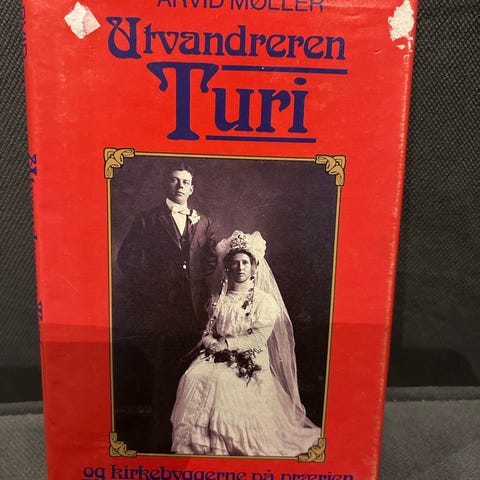 ARVID MØLLER
Utvandreren
Turi
og kirkebyggerne på prærien